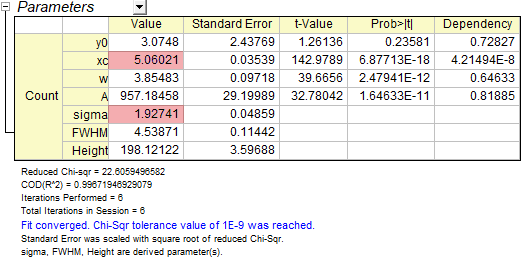 Parameters
Value Standard Error t-Value Prob>|t| Dependency
y0 3.0748 2.43769 1.26136 0.23581 0.72827
xc 5.06021 0.03539 142.9789 6.87713E-18 4.21494E-8
w 3.85483 0.09718 39.6656 2.47941E-12 0.64633
Count A 957.18458 29.19989 32.78042 1.64633E-11 0.81885
sigma 1.92741 0.04859
FWHM 4.53871 0.11442
Height 198.12122 3.59688
Reduced Chi-sqr = 22.6059496582
COD(R^2) = 0.99671946929079
Iterations Performed = 6
Total Iterations in Session = 6
Fit converged. Chi-Sqr tolerance value of 1E-9 was reached.
Standard Error was scaled with square root of reduced Chi-Sqr.
sigma, FWHM, Height are derived parameter(s).